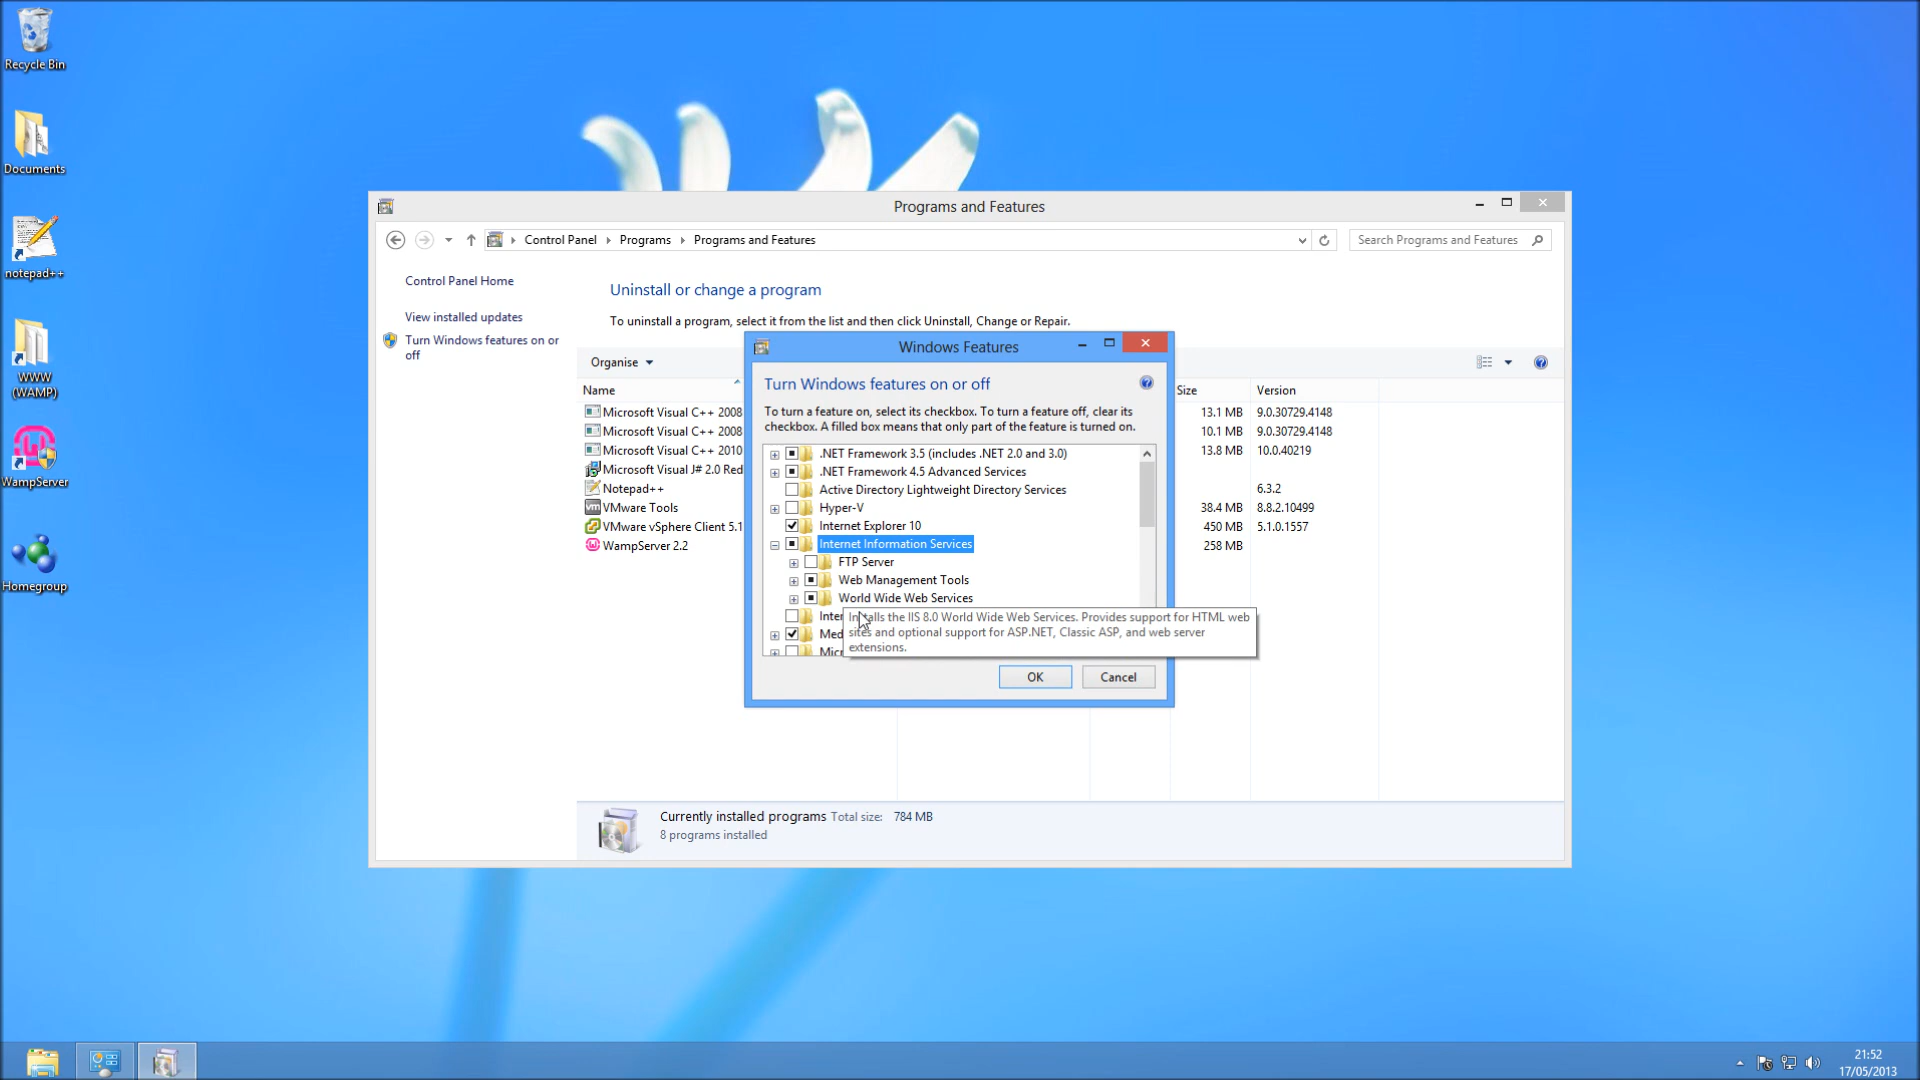 Recycle Bin
Documents
notepad++
WWW
(WAMP)
WampServer
Homegroup
Programs and Features
Control Panel Programs Programs and Features
Search Programs and Features
Control Panel Home
View installed updates
Turn Windows features on or
off
Uninstall or change a program
To uninstall a program, select it from the list and then click Uninstall, Change or Repair.
Organise
Name Size Version
Microsoft Visual C++ 2008 13.1 MB 9.0.30729.4148
Microsoft Visual C++ 2008 10.1 MB 9.0.30729.4148
Microsoft Visual C++ 2010 13.8 MB 10.0.40219
Microsoft Visual J# 2.0 Red
Notepad++ 6.3.2
VMware Tools 38.4 MB 8.8.2.10499
VMware vSphere Client 5.1 450 MB 5.1.0.1557
WampServer 2.2 258 MB
Windows Features
Turn Windows features on or off
To turn a feature on, select its checkbox. To turn a feature off, clear its
checkbox. A filled box means that only part of the feature is turned on.
.NET Framework 3.5 (includes .NET 2.0 and 3.0)
.NET Framework 4.5 Advanced Services
Active Directory Lightweight Directory Services
Hyper-V
Internet Explorer 10
Internet Information Services
FTP Server
Web Management Tools
World Wide Web Services
Inter
Med
Micr
Installs the IIS 8.0 World Wide Web Services. Provides support for HTML web
sites and optional support for ASP.NET, Classic ASP, and web server
extensions.
OK Cancel
Currently installed programs Total size: 784 MB
8 programs installed
21:52
17/05/2013